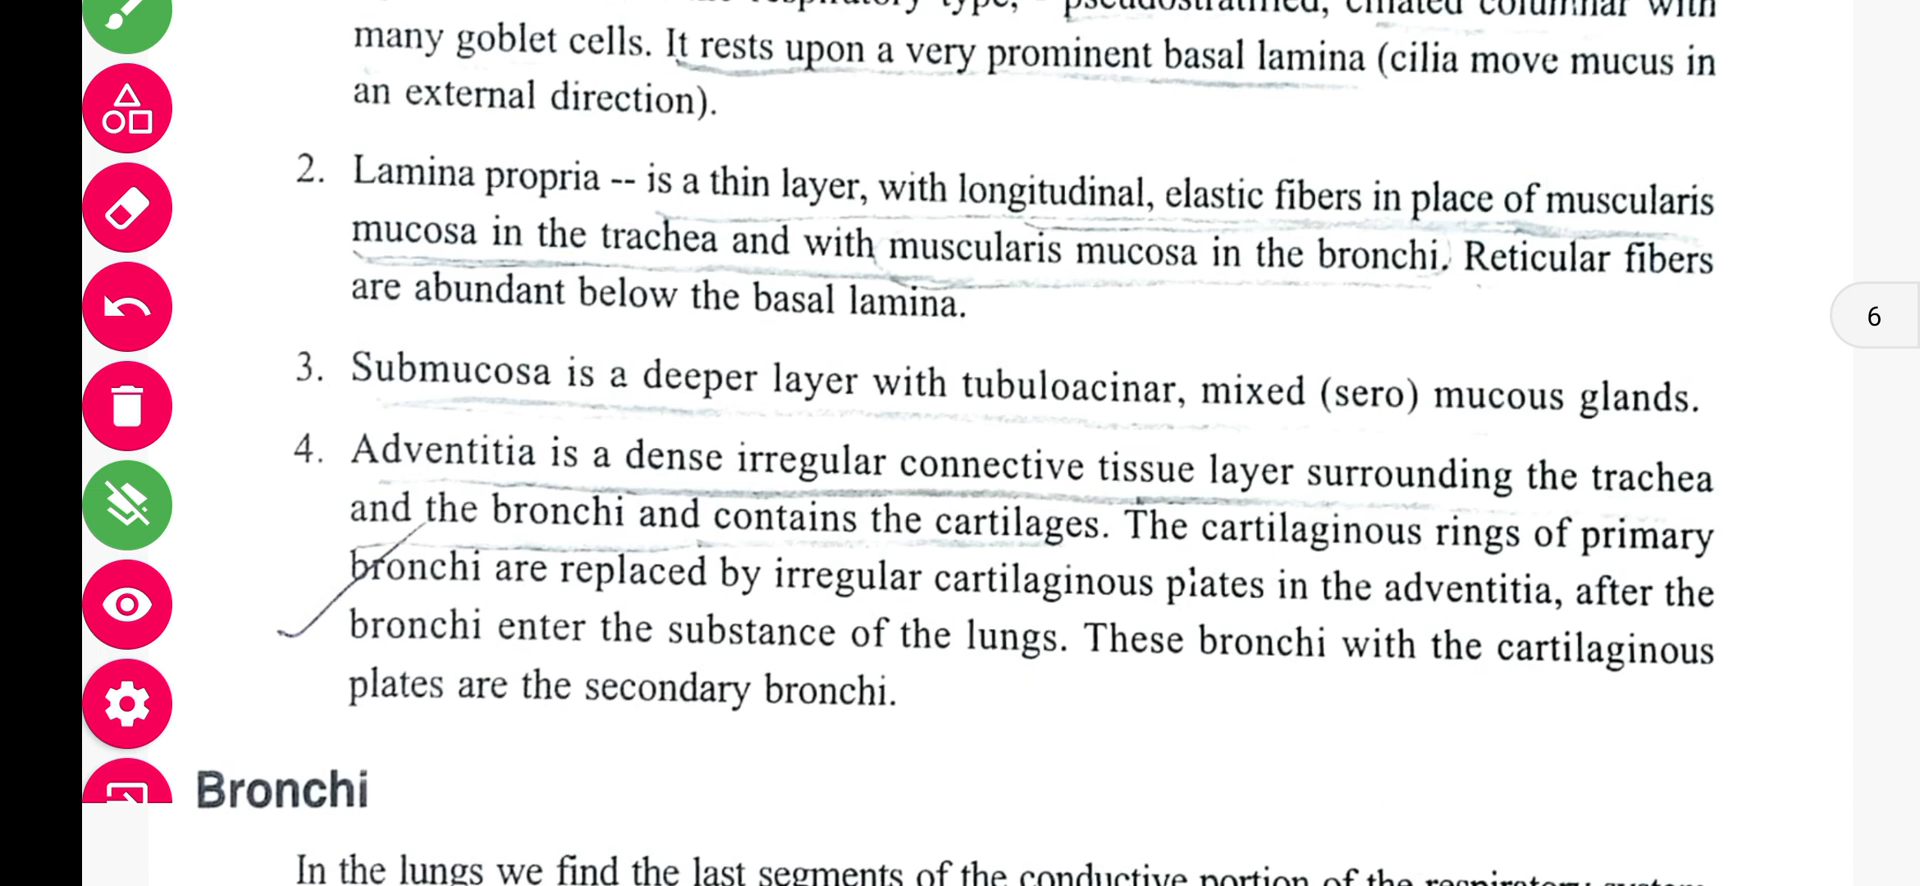 many goblet cells. It rests upon a very prominent basal lamina (cilia move mucus in
an external direction).
2. Lamina propria -- is a thin layer, with longitudinal, elastic fibers in place of muscularis
mucosa in the trachea and with muscularis mucosa in the bronchi. Reticular fibers
are abundant below the basal lamina.
6
3. Submucosa is a deeper layer with tubuloacinar, mixed (sero) mucous glands.
4. Adventitia is a dense irregular connective tissue layer surrounding the trachea
and the bronchi and contains the cartilages. The cartilaginous rings of primary
bronchi are replaced by irregular cartilaginous plates in the adventitia, after the
bronchi enter the substance of the lungs. These bronchi with the cartilaginous
plates are the secondary bronchi.
Bronchi
In the lungs we find the last segments of the conductive portion of the